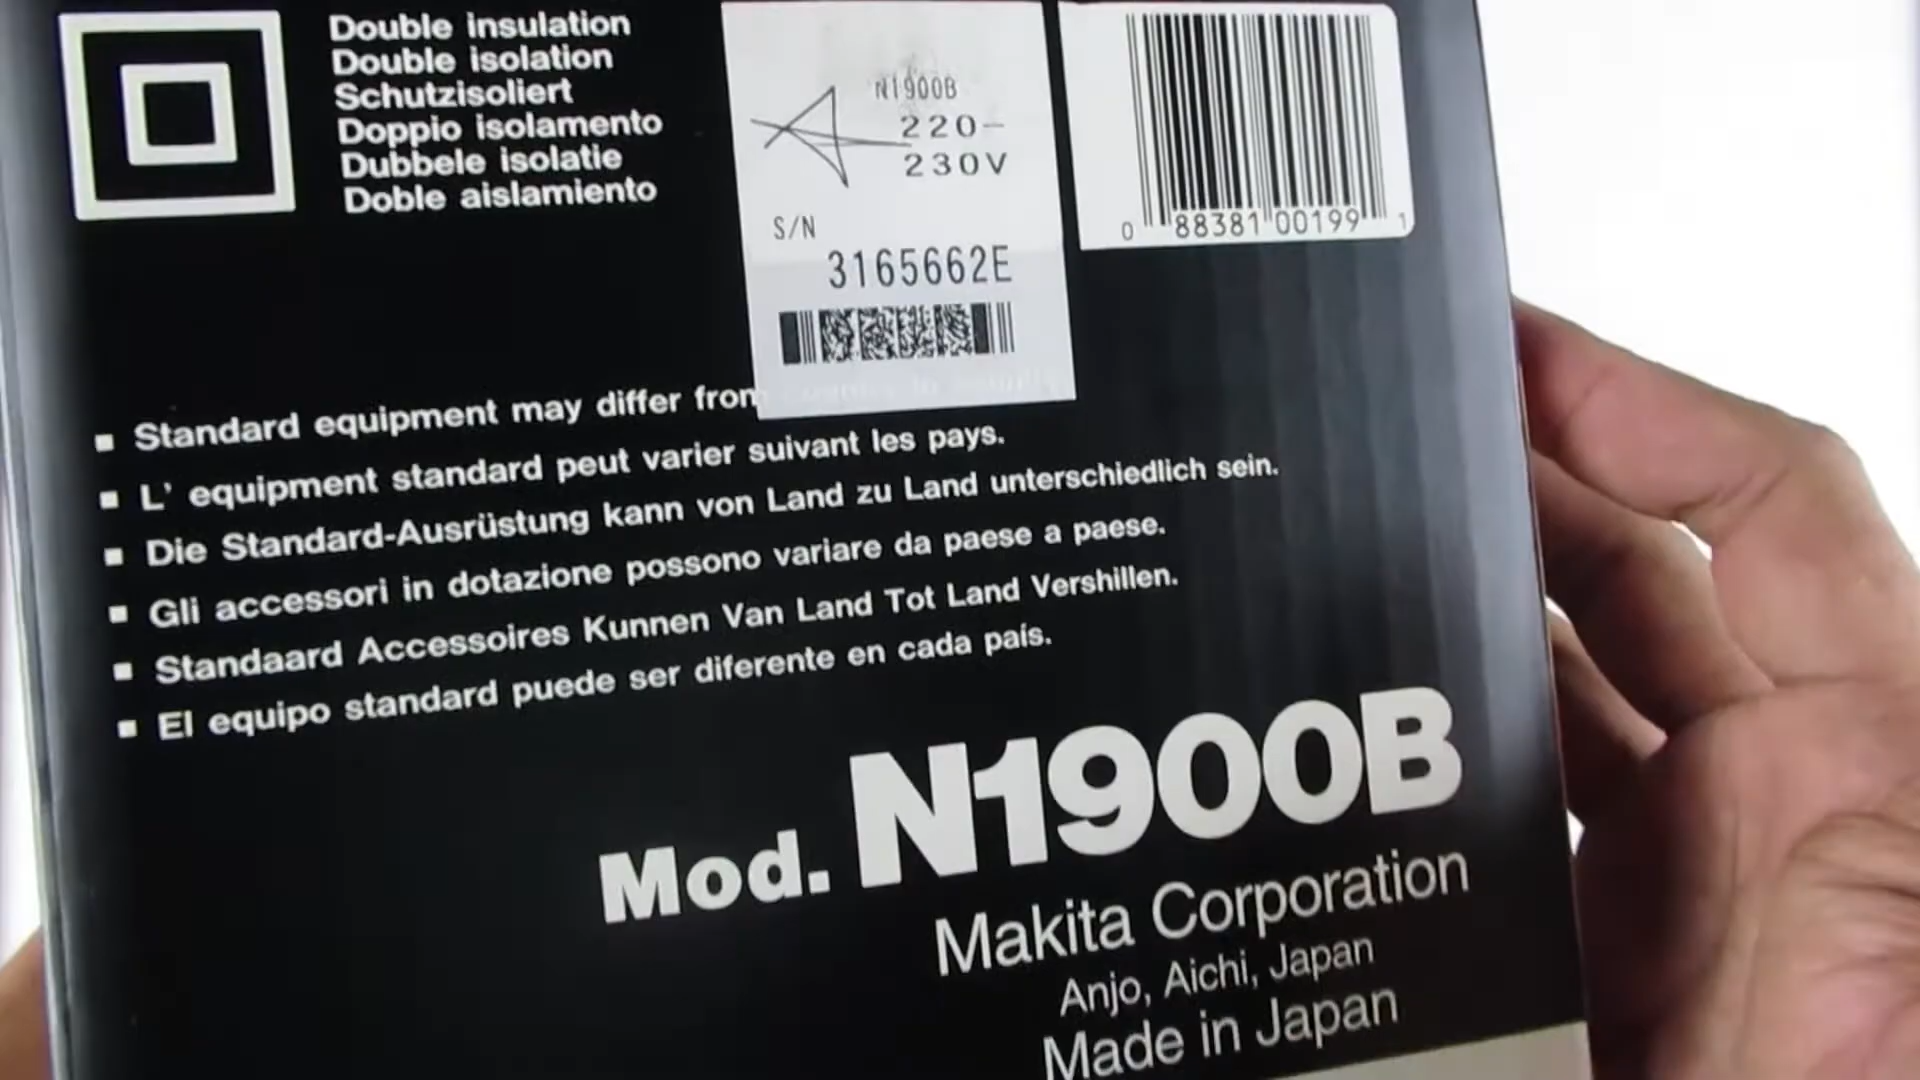 Double insulation
Double isolation
Schutzisoliert
Doppio isolamento
Dubbele isolatie
Doble aislamiento
N1900B
220-
230V
S/N
3165662E
0 88381 00199 1
▪ Standard equipment may differ from
▪ L' equipment standard peut varier suivant les pays.
▪ Die Standard-Ausrüstung kann von Land zu Land unterschiedlich sein.
▪ Gli accessori in dotazione possono variare da paese a paese.
▪ Standaard Accessoires Kunnen Van Land Tot Land Vershillen.
▪ El equipo standard puede ser diferente en cada país.
Mod. N1900B
Makita Corporation
Anjo, Aichi, Japan
Made in Japan